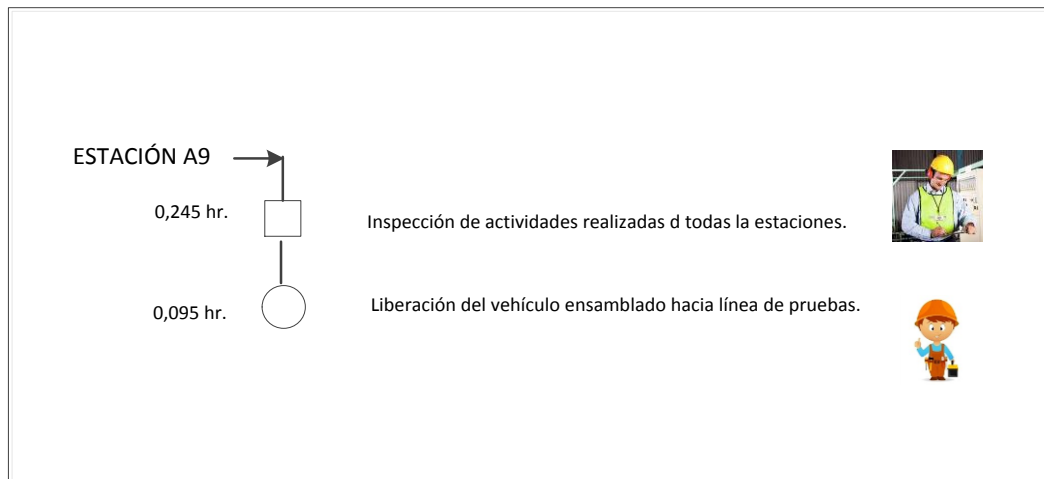 ESTACIÓN A9
0,245 hr.
Inspección de actividades realizadas d todas la estaciones.
0,095 hr.
Liberación del vehículo ensamblado hacia línea de pruebas.